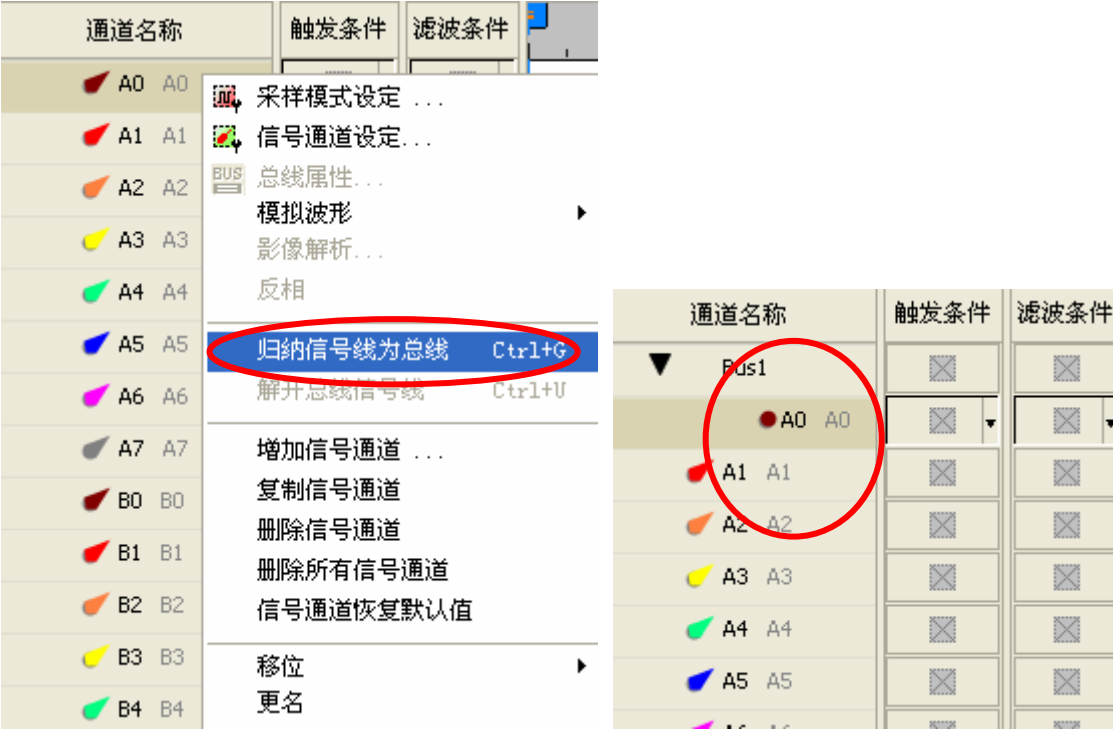 通道名称 触发条件 滤波条件
A0 A0
A1 A1
A2 A2
A3 A3
A4 A4
A5 A5
A6 A6
A7 A7
B0 B0
B1 B1
B2 B2
B3 B3
B4 B4
采样模式设定 ...
信号通道设定...
BUS 总线属性...
模拟波形
影像解析...
反相
归纳信号线为总线 Ctrl+G
解开总线信号线 Ctrl+U
增加信号通道 ...
复制信号通道
删除信号通道
删除所有信号通道
信号通道恢复默认值
移位
更名
通道名称 触发条件 滤波条件
Bus1
A0 A0
A1 A1
A2 A2
A3 A3
A4 A4
A5 A5